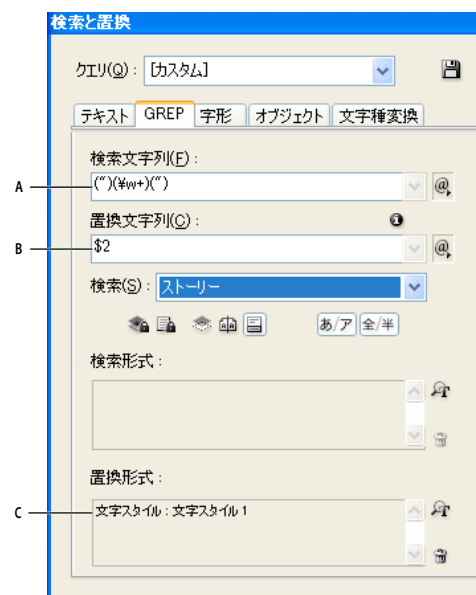 検索と置換
クエリ(Q): [カスタム]
テキスト GREP 字形 オブジェクト 文字種変換
検索文字列(F):
A (")(¥w+)(")
置換文字列(C):
B $2
検索(S): ストーリー
あ/ア 全/半
検索形式:
置換形式:
C 文字スタイル:文字スタイル 1